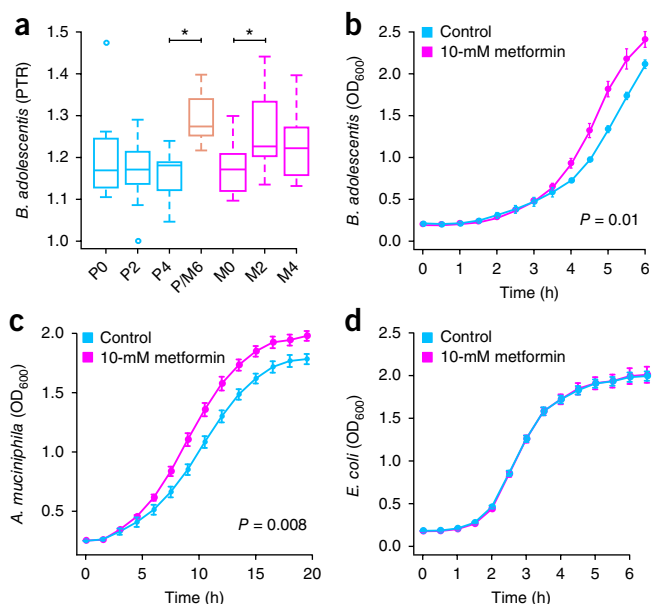 a
B. adolescentis (PTR)
1.5
1.4
1.3
1.2
1.1
1.0
*
*
P0 P2 P4 P/M6 M0 M2 M4
b
Control
10-mM metformin
B. adolescentis (OD600)
2.5
2.0
1.5
1.0
0.5
0.0
P = 0.01
0 1 2 3 4 5 6
Time (h)
c
Control
10-mM metformin
A. muciniphila (OD600)
2.0
1.5
1.0
0.5
P = 0.008
0 5 10 15 20
Time (h)
d
Control
10-mM metformin
E. coli (OD600)
2.5
2.0
1.5
1.0
0.5
0.0
0 1 2 3 4 5 6
Time (h)